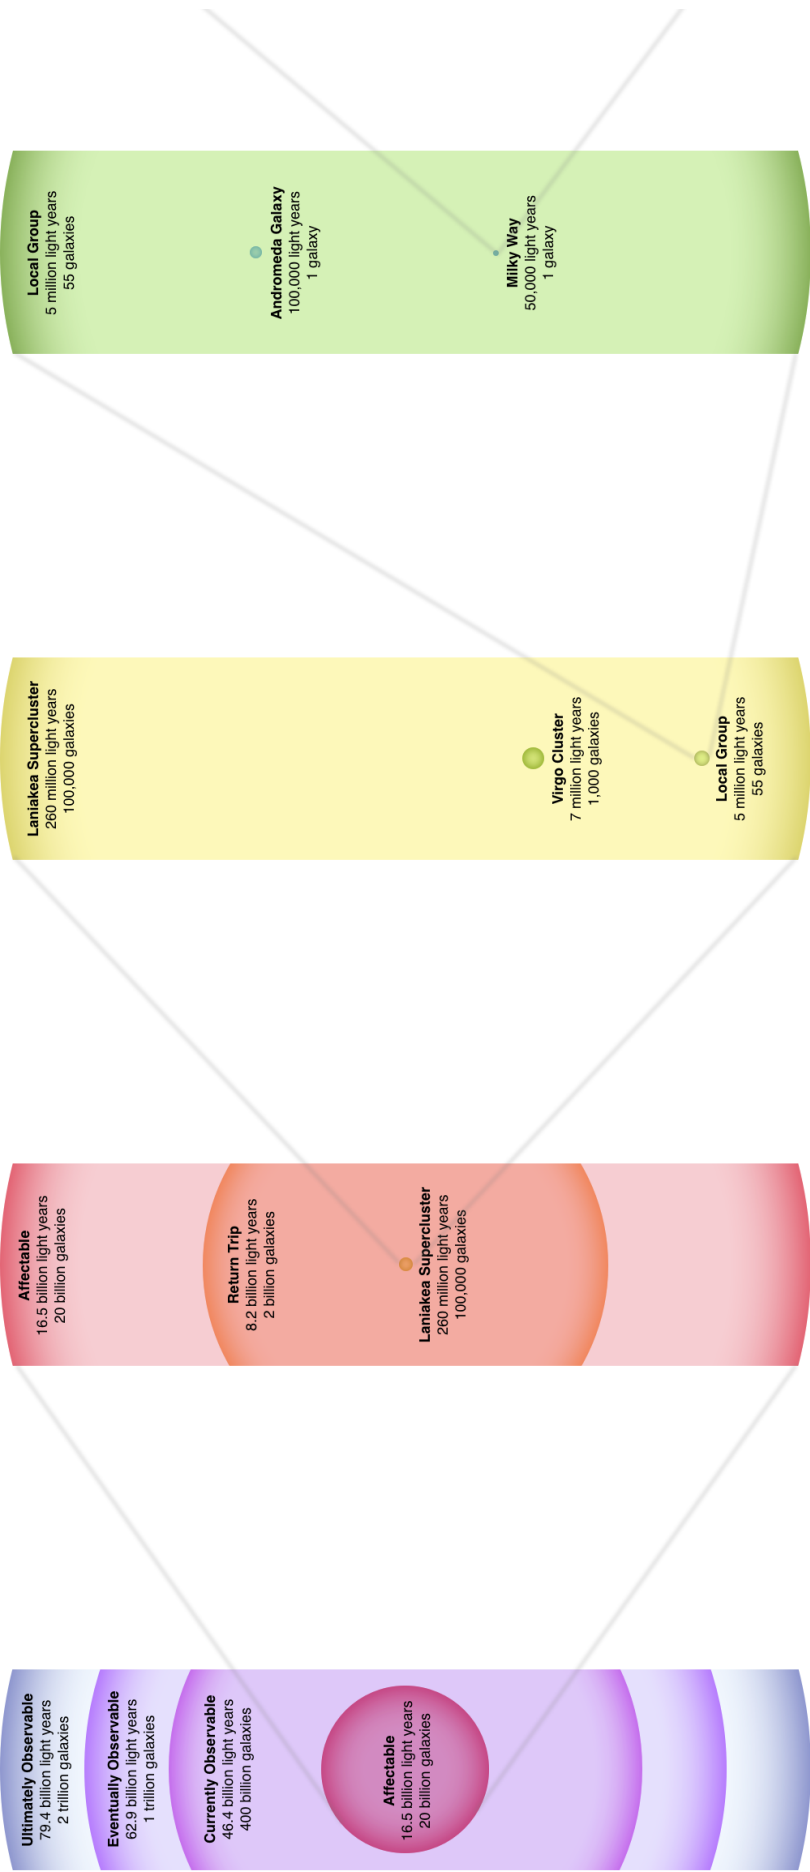 Ultimately Observable
79.4 billion light years
2 trillion galaxies
Eventually Observable
62.9 billion light years
1 trillion galaxies
Currently Observable
46.4 billion light years
400 billion galaxies
Affectable
16.5 billion light years
20 billion galaxies
Affectable
16.5 billion light years
20 billion galaxies
Return Trip
8.2 billion light years
2 billion galaxies
Laniakea Supercluster
260 million light years
100,000 galaxies
Laniakea Supercluster
260 million light years
100,000 galaxies
Virgo Cluster
7 million light years
1,000 galaxies
Local Group
5 million light years
55 galaxies
Local Group
5 million light years
55 galaxies
Andromeda Galaxy
100,000 light years
1 galaxy
Milky Way
50,000 light years
1 galaxy